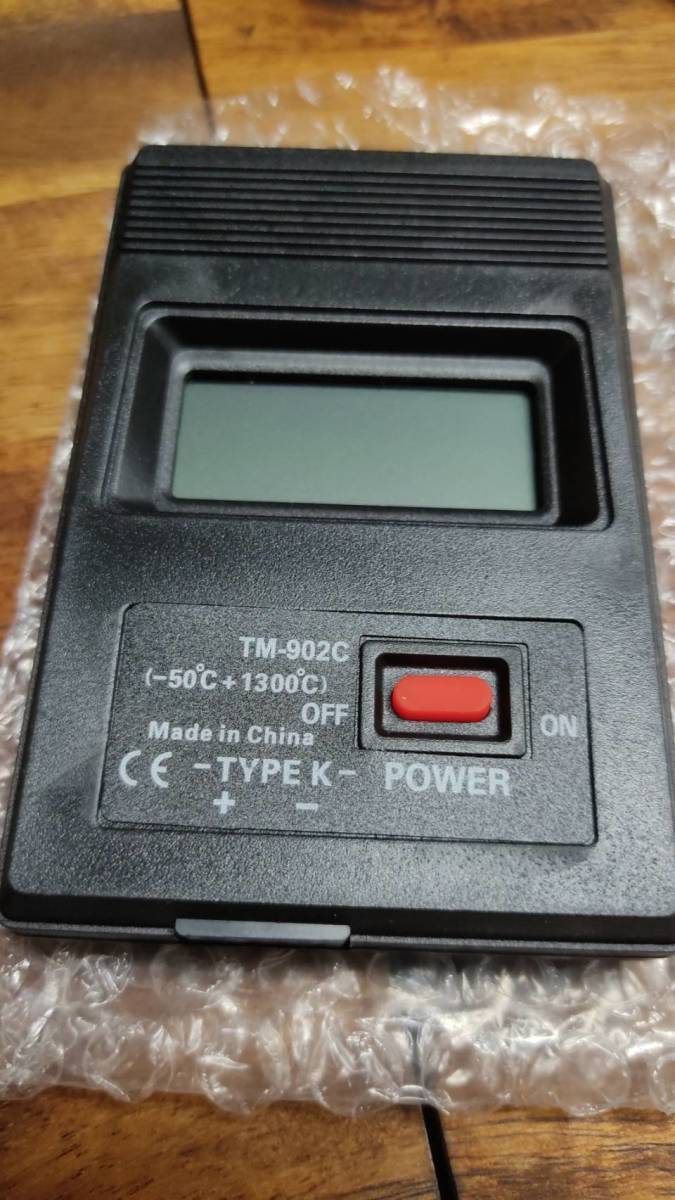 TM-902C
(-50℃+1300℃)
OFF
ON
Made in China
CE -TYPE K- POWER
+ -